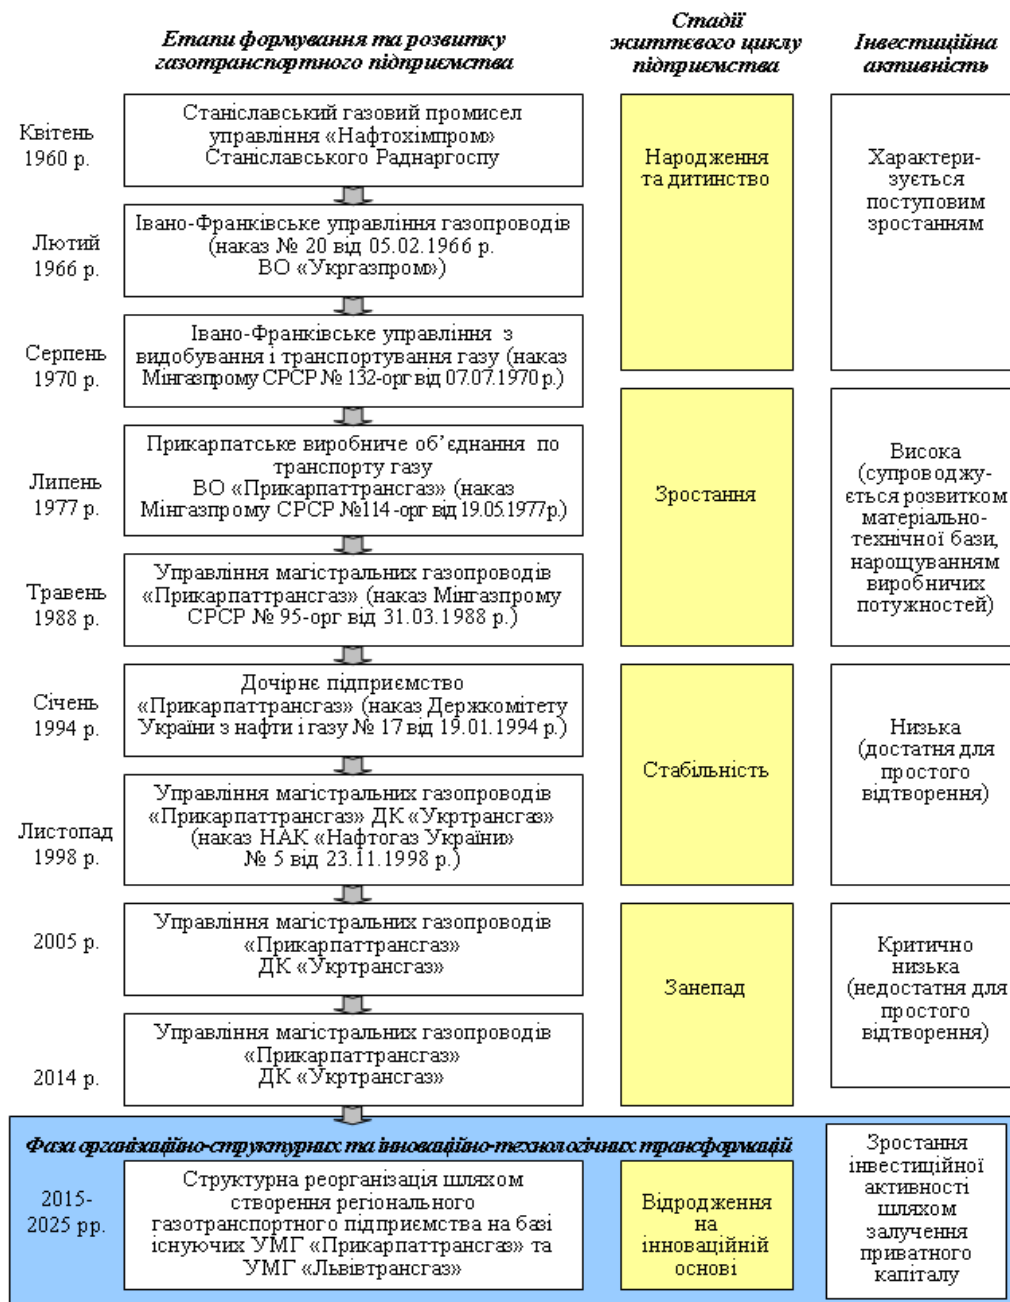 Етапи формування та розвитку
газотранспортного підприємства
Стадії
життєвого циклу
підприємства
Інвестиційна
активність
Квітень
1960 р.
Станіславський газовий промисел
управління «Нафтохімпром»
Станіславського Раднаргоспу
Народження
та дитинство
Характери-
зується
поступовим
зростанням
Лютий
1966 р.
Івано-Франківське управління газопроводів
(наказ № 20 від 05.02.1966 р.
ВО «Укргазпром»)
Серпень
1970 р.
Івано-Франківське управління з
видобування і транспортування газу (наказ
Мінгазпрому СРСР № 132-орг від 07.07.1970 р.)
Липень
1977 р.
Прикарпатське виробниче об’єднання по
транспорту газу
ВО «Прикарпаттрансгаз» (наказ
Мінгазпрому СРСР №114-орг від 19.05.1977р.)
Зростання
Висока
(супроводжу-
ється розвитком
матеріально-
технічної бази,
нарощуванням
виробничих
потужностей)
Травень
1988 р.
Управління магістральних газопроводів
«Прикарпаттрансгаз» (наказ Мінгазпрому
СРСР № 95-орг від 31.03.1988 р.)
Січень
1994 р.
Дочірнє підприємство
«Прикарпаттрансгаз» (наказ Держкомітету
України з нафти і газу № 17 від 19.01.1994 р.)
Стабільність
Низька
(достатня для
простого
відтворення)
Листопад
1998 р.
Управління магістральних газопроводів
«Прикарпаттрансгаз» ДК «Укртрансгаз»
(наказ НАК «Нафтогаз України»
№ 5 від 23.11.1998 р.)
2005 р.
Управління магістральних газопроводів
«Прикарпаттрансгаз»
ДК «Укртрансгаз»
Занепад
Критично
низька
(недостатня для
простого
відтворення)
2014 р.
Управління магістральних газопроводів
«Прикарпаттрансгаз»
ДК «Укртрансгаз»
Фаза організаційно-структурних та інноваційно-технологічних трансформацій
2015-
2025 рр.
Структурна реорганізація шляхом
створення регіонального
газотранспортного підприємства на базі
існуючих УМГ «Прикарпаттрансгаз» та
УМГ «Львівтрансгаз»
Відродження
на
інноваційній
основі
Зростання
інвестиційної
активності
шляхом
залучення
приватного
капіталу